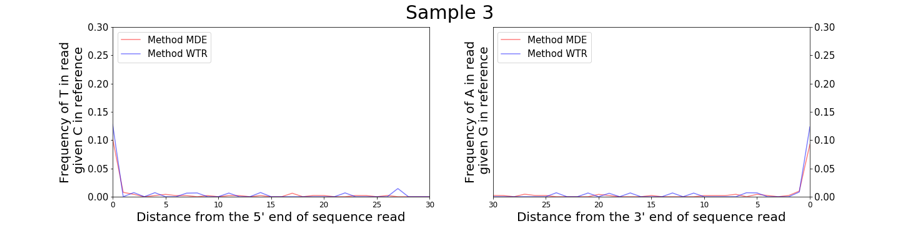 Sample 3
Frequency of T in read
given C in reference
0.30
0.25
0.20
0.15
0.10
0.05
0.00
Method MDE
Method WTR
0
5
10
15
20
25
30
Distance from the 5' end of sequence read
Frequency of A in read
given G in reference
Method MDE
Method WTR
0.30
0.25
0.20
0.15
0.10
0.05
0.00
30
25
20
15
10
5
0
Distance from the 3' end of sequence read